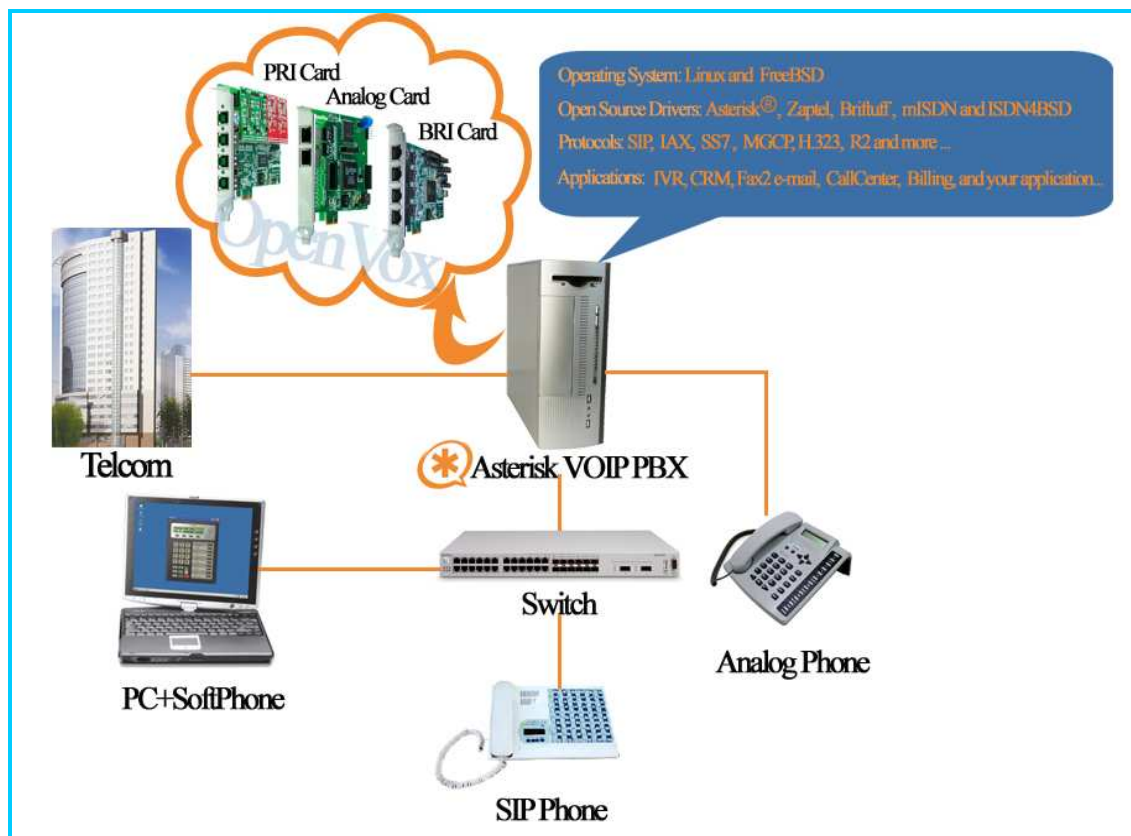 PRI Card
Analog Card
BRI Card
OpenVox
Operating System: Linux and FreeBSD
Open Source Drivers: Asterisk®, Zaptel, Brifluff, mISDN and ISDN4BSD
Protocols: SIP, IAX, SS7, MGCP, H.323, R2 and more ...
Applications: IVR, CRM, Fax2 e-mail, CallCenter, Billing, and your application...
Telcom
Asterisk VOIP PBX
Switch
Analog Phone
PC+SoftPhone
SIP Phone